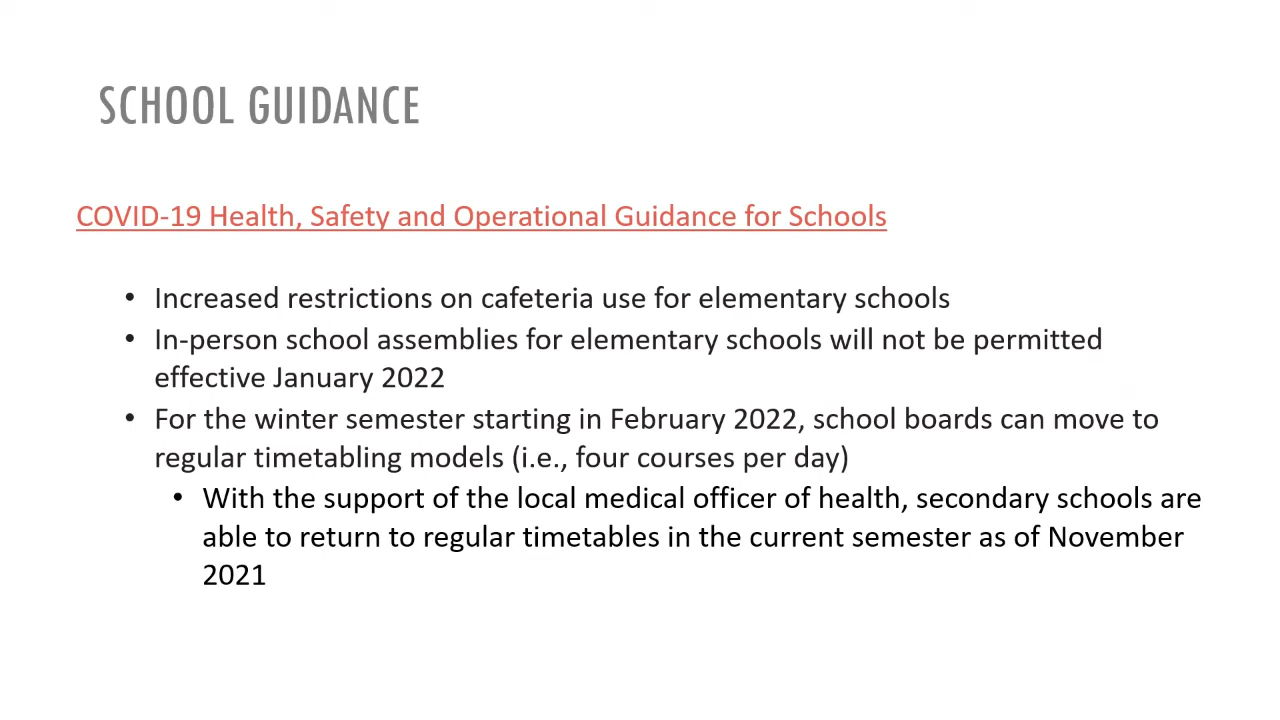 SCHOOL GUIDANCE
COVID-19 Health, Safety and Operational Guidance for Schools
• Increased restrictions on cafeteria use for elementary schools
• In-person school assemblies for elementary schools will not be permitted
effective January 2022
• For the winter semester starting in February 2022, school boards can move to
regular timetabling models (i.e., four courses per day)
• With the support of the local medical officer of health, secondary schools are
able to return to regular timetables in the current semester as of November
2021